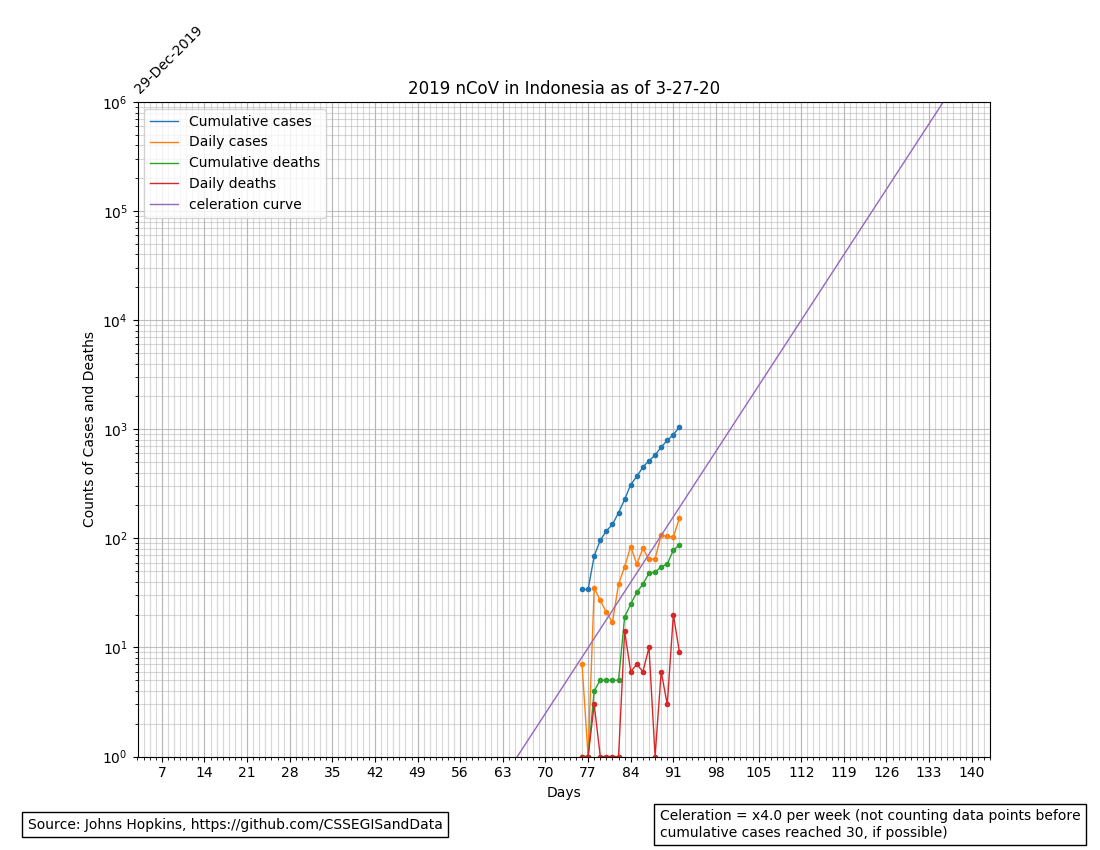 29-Dec-2019
2019 nCoV in Indonesia as of 3-27-20
Cumulative cases
Daily cases
Cumulative deaths
Daily deaths
celeration curve
10^6
10^5
10^4
10^3
10^2
10^1
10^0
Counts of Cases and Deaths
7 14 21 28 35 42 49 56 63 70 77 84 91 98 105 112 119 126 133 140
Days
Source: Johns Hopkins, https://github.com/CSSEGISandData
Celeration = x4.0 per week (not counting data points before
cumulative cases reached 30, if possible)